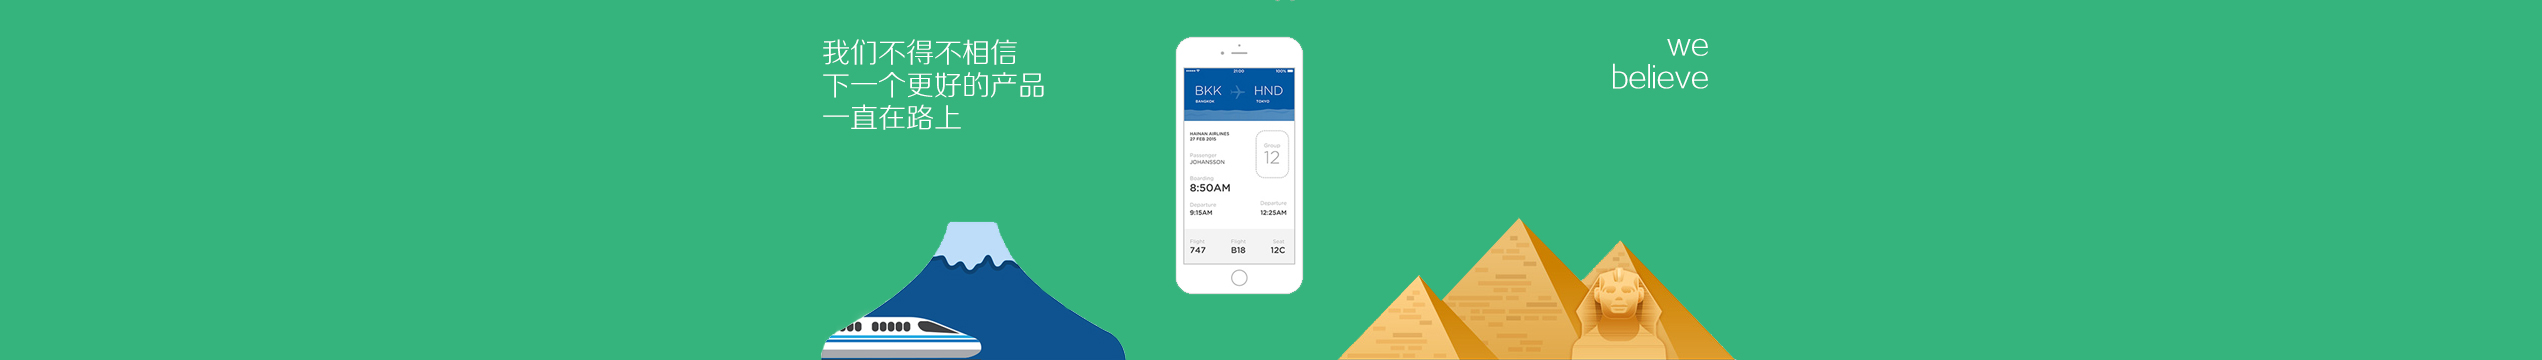 我们不得不相信
下一个更好的产品
一直在路上
21:00
100%
BKK HND
BANGKOK TOKYO
HAINAN AIRLINES
27 FEB 2015
Group
12
Passenger
JOHANSSON
Boarding
8:50AM
Departure Departure
9:15AM 12:25AM
Flight Flight Seat
747 B18 12C
we
believe